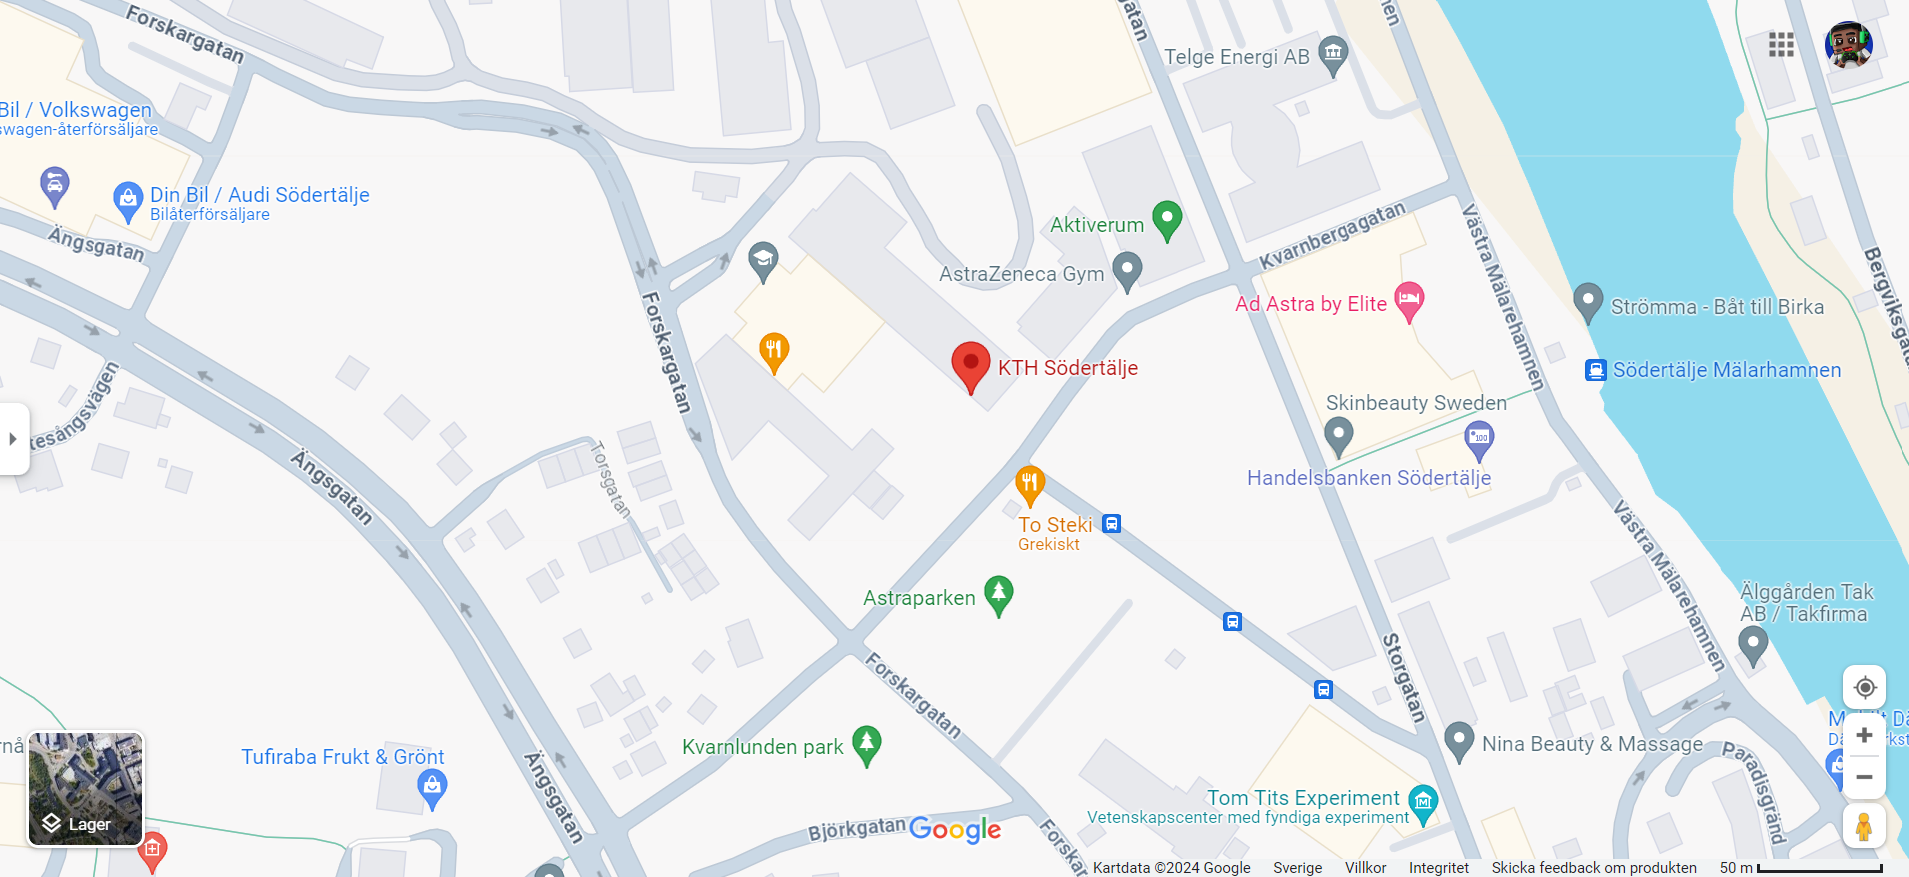 Forskargatan
gatan
Telge Energi AB
Bil / Volkswagen
swagen-återförsäljare
Din Bil / Audi Södertälje
Bilåterförsäljare
Ängsgatan
Aktiverum
AstraZeneca Gym
Kvarnbergagatan
Västra Mälarehamnen
Bergviksgata
Ad Astra by Elite
Strömma - Båt till Birka
Forskargatan
KTH Södertälje
Södertälje Mälarhamnen
Skinbeauty Sweden
tesångsvägen
Ängsgatan
Torsgatan
100
Handelsbanken Södertälje
To Steki
Grekiskt
Västra Mälarehamnen
Astraparken
Älggården Tak
AB / Takfirma
Storgatan
Forskargatan
Kvarnlunden park
Nina Beauty & Massage
Paradisgränd
Tufiraba Frukt & Grönt
Ängsgatan
Tom Tits Experiment
Vetenskapscenter med fyndiga experiment
Lager
Björkgatan
Google
Forskar
Kartdata ©2024 Google
Sverige
Villkor
Integritet
Skicka feedback om produkten
50 m